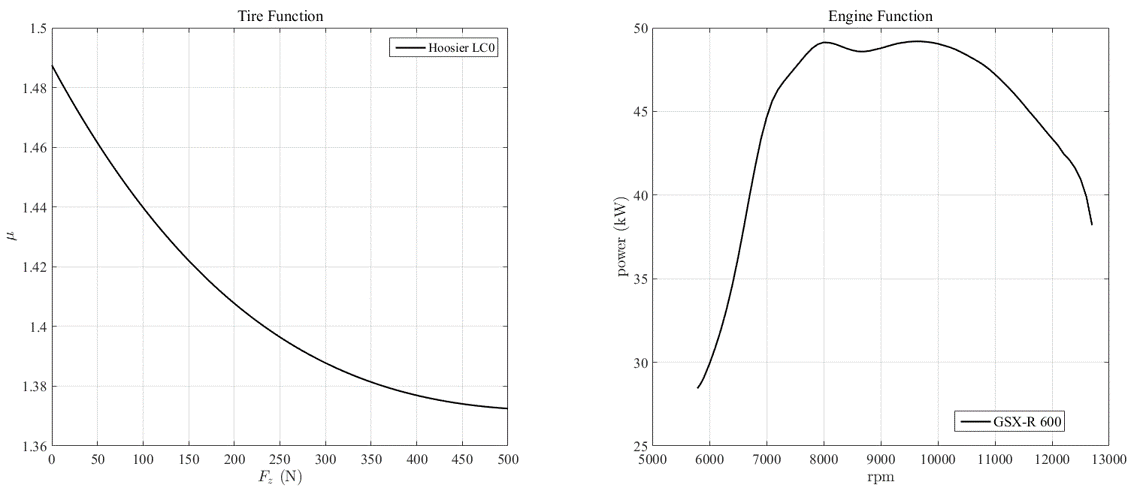 Tire Function
1.5
1.48
1.46
1.44
1.42
1.4
1.38
1.36
μ
Hoosier LC0
0 50 100 150 200 250 300 350 400 450 500
F_z (N)
Engine Function
50
45
40
35
30
25
power (kW)
GSX-R 600
5000 6000 7000 8000 9000 10000 11000 12000 13000
rpm